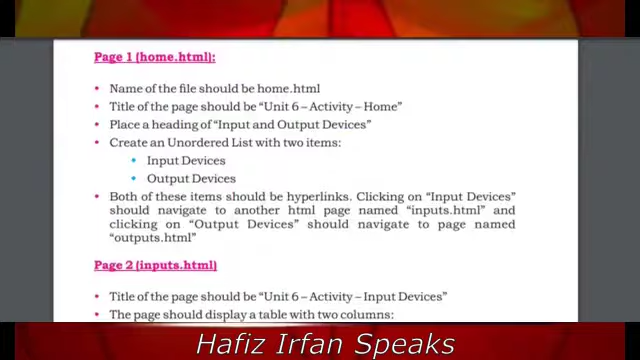 Page 1 (home.html):
• Name of the file should be home.html
• Title of the page should be “Unit 6 – Activity – Home”
• Place a heading of “Input and Output Devices”
• Create an Unordered List with two items:
Input Devices
Output Devices
• Both of these items should be hyperlinks. Clicking on “Input Devices”
should navigate to another html page named “inputs.html” and
clicking on “Output Devices” should navigate to page named
“outputs.html”
Page 2 (inputs.html)
• Title of the page should be “Unit 6 – Activity – Input Devices”
• The page should display a table with two columns:
Hafiz Irfan Speaks